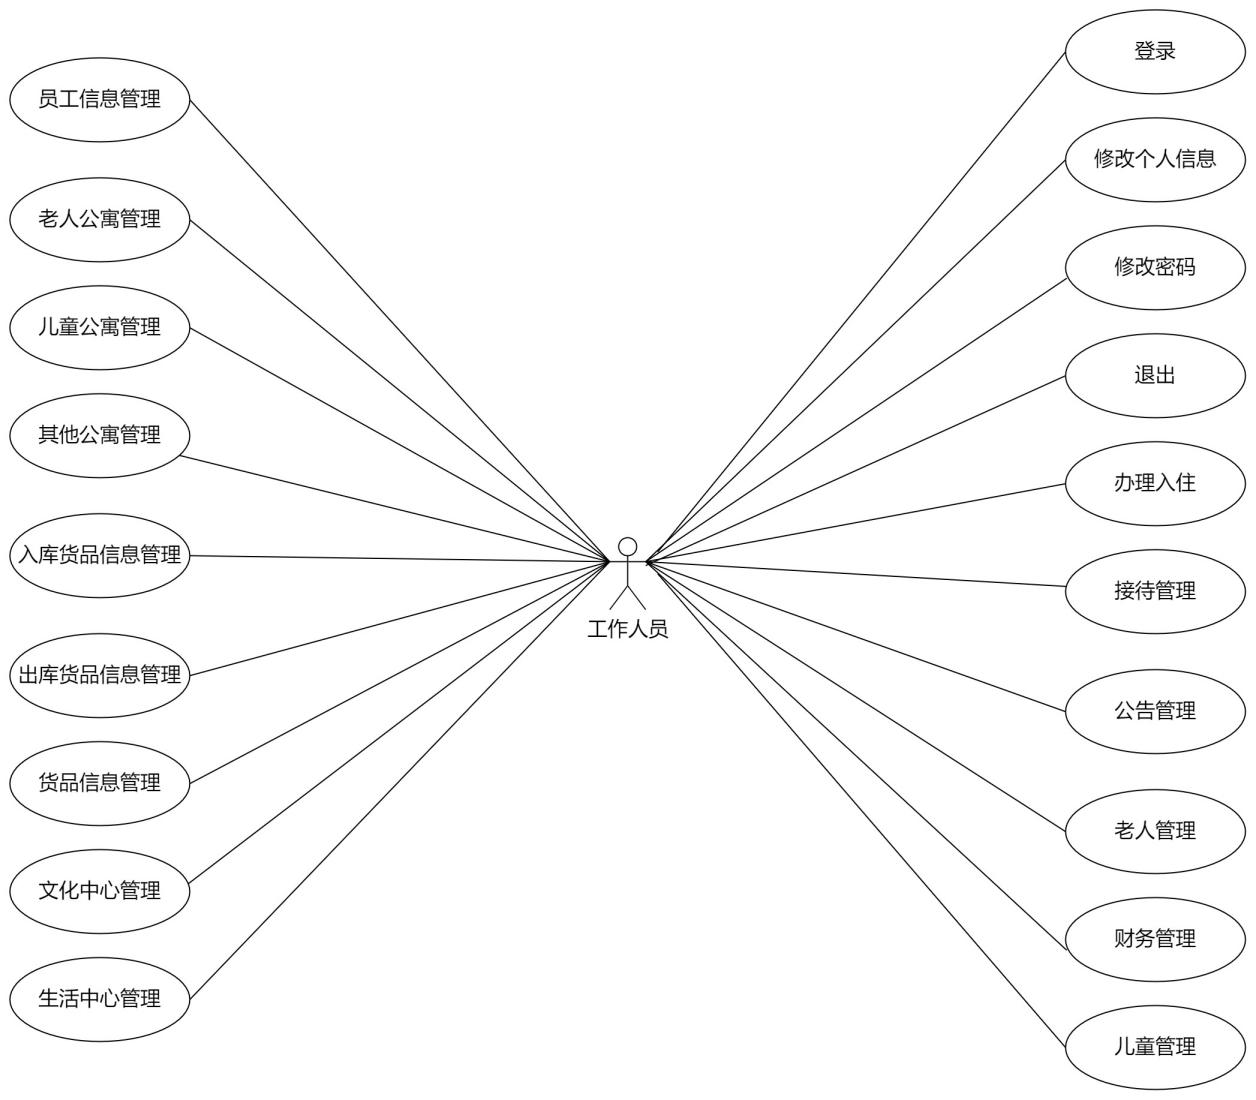 员工信息管理
老人公寓管理
儿童公寓管理
其他公寓管理
入库货品信息管理
出库货品信息管理
货品信息管理
文化中心管理
生活中心管理
工作人员
登录
修改个人信息
修改密码
退出
办理入住
接待管理
公告管理
老人管理
财务管理
儿童管理